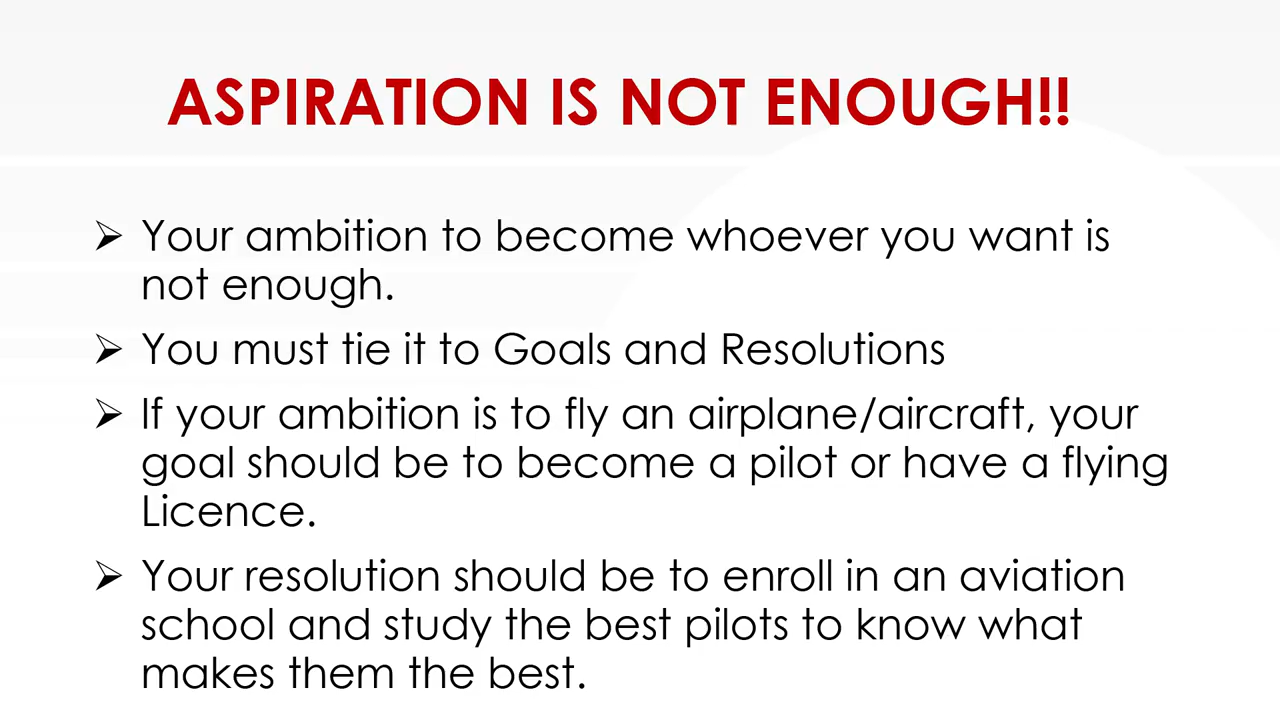 ASPIRATION IS NOT ENOUGH!!
➢ Your ambition to become whoever you want is
not enough.
➢ You must tie it to Goals and Resolutions
➢ If your ambition is to fly an airplane/aircraft, your
goal should be to become a pilot or have a flying
Licence.
➢ Your resolution should be to enroll in an aviation
school and study the best pilots to know what
makes them the best.